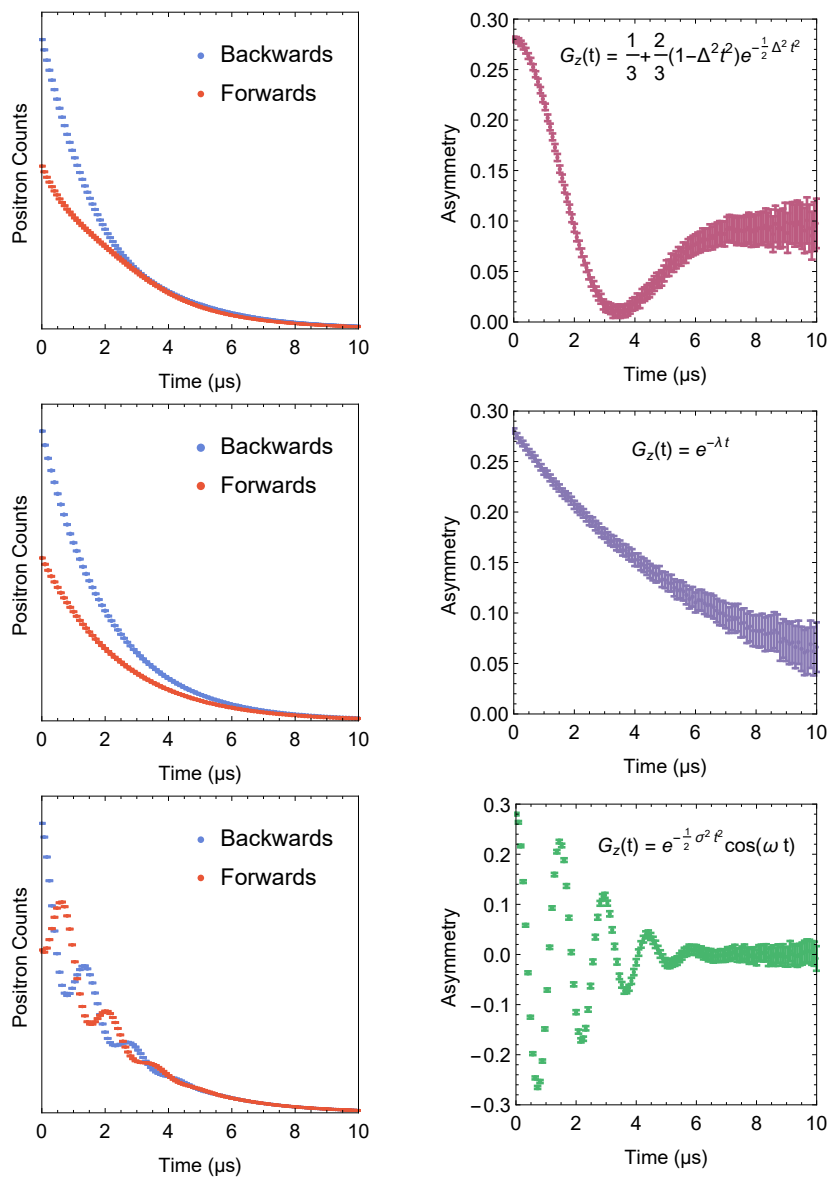 Backwards
Forwards
Positron Counts
0 2 4 6 8 10
Time (µs)
0.30
0.25
0.20
0.15
0.10
0.05
0.00
Asymmetry
G_z(t) = 1/3 + 2/3 (1-Δ²t²)e^{-1/2 Δ² t²}
0 2 4 6 8 10
Time (µs)
Backwards
Forwards
Positron Counts
0 2 4 6 8 10
Time (µs)
0.30
0.25
0.20
0.15
0.10
0.05
0.00
Asymmetry
G_z(t) = e^{-λ t}
0 2 4 6 8 10
Time (µs)
Backwards
Forwards
Positron Counts
0 2 4 6 8 10
Time (µs)
0.3
0.2
0.1
0.0
-0.1
-0.2
-0.3
Asymmetry
G_z(t) = e^{-1/2 σ² t²} cos(ω t)
0 2 4 6 8 10
Time (µs)